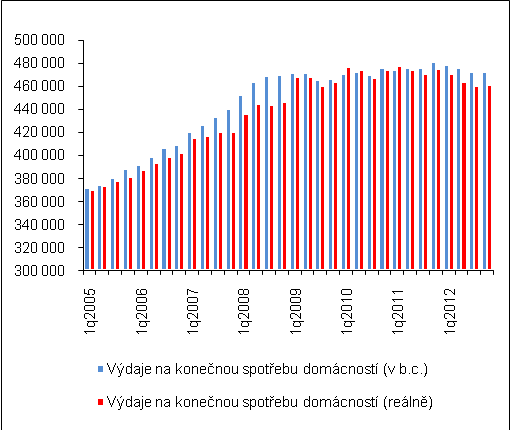 500 000
480 000
460 000
440 000
420 000
400 000
380 000
360 000
340 000
320 000
300 000
1q2005
1q2006
1q2007
1q2008
1q2009
1q2010
1q2011
1q2012
Výdaje na konečnou spotřebu domácností (v b.c.)
Výdaje na konečnou spotřebu domácností (reálně)